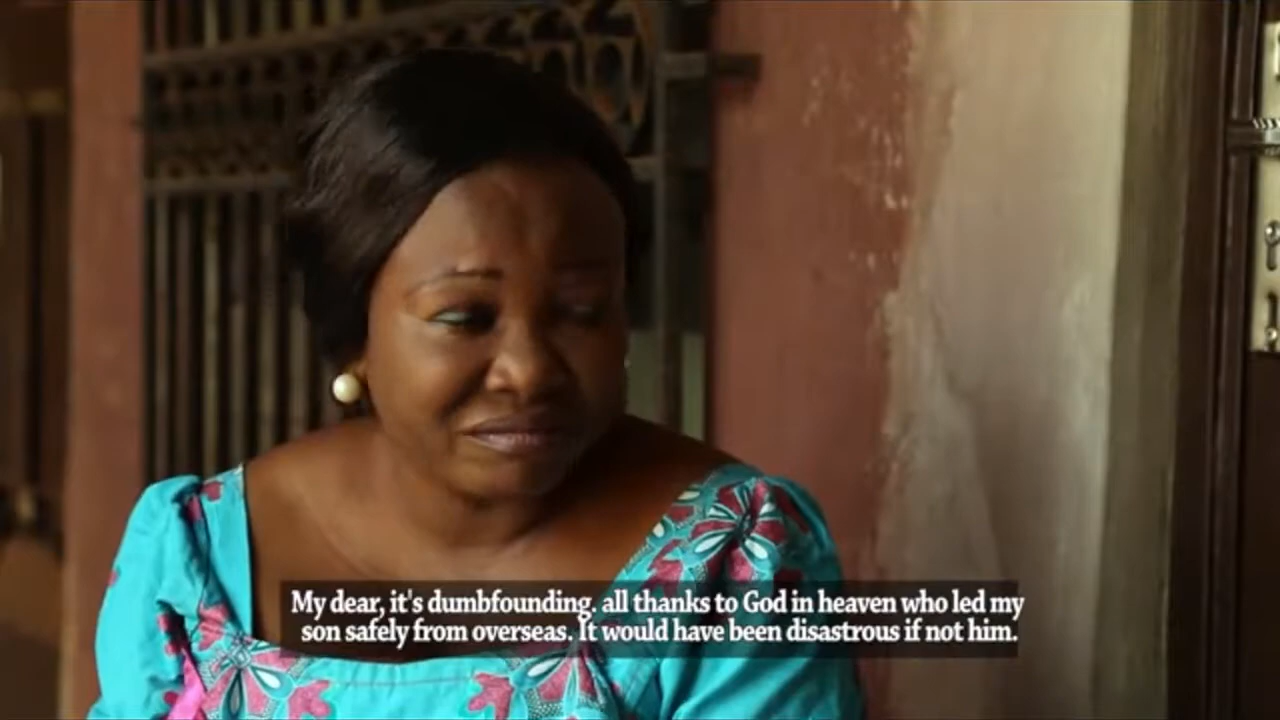 My dear, it's dumbfounding. all thanks to God in heaven who led my
son safely from overseas. It would have been disastrous if not him.